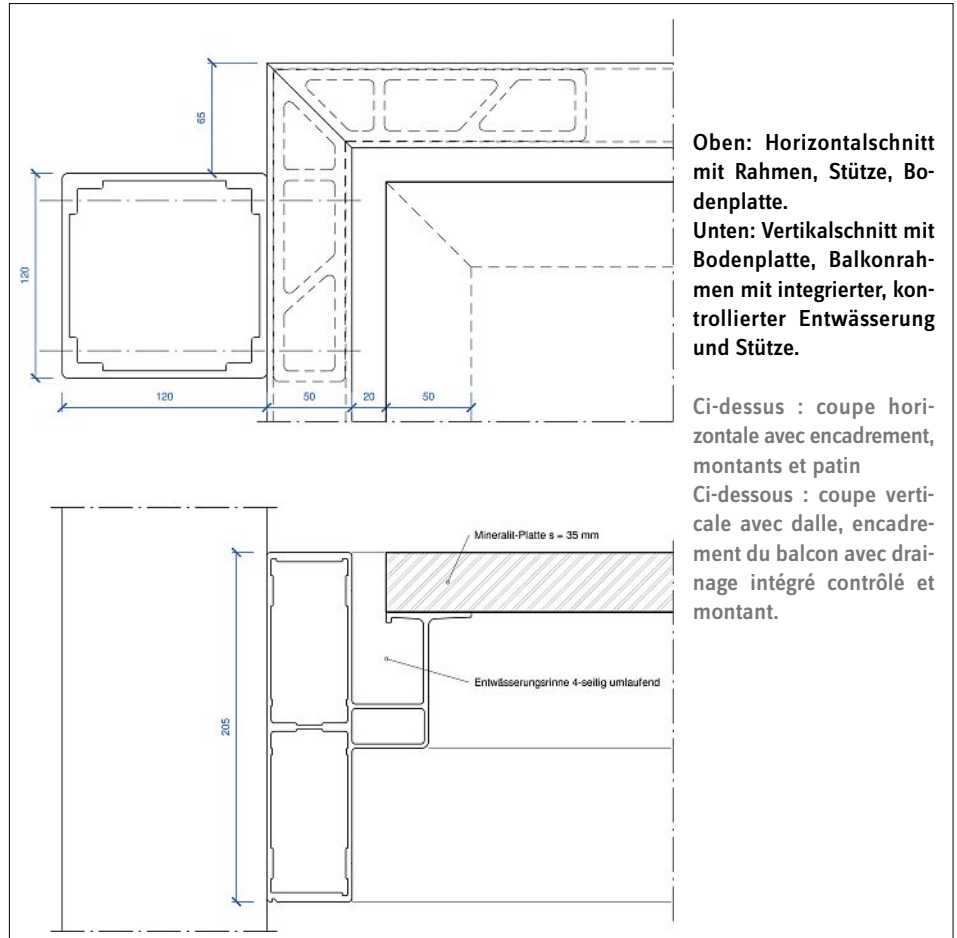 65
120
120
50
20
50
Oben: Horizontalschnitt
mit Rahmen, Stütze, Bo-
denplatte.
Unten: Vertikalschnitt mit
Bodenplatte, Balkonrah-
men mit integrierter, kon-
trollierter Entwässerung
und Stütze.
Ci-dessus : coupe hori-
zontale avec encadrement,
montants et patin
Ci-dessous : coupe verti-
cale avec dalle, encadre-
ment du balcon avec drai-
nage intégré contrôlé et
montant.
Mineralit-Platte s = 35 mm
Entwässerungsrinne 4-seitig umlaufend
205